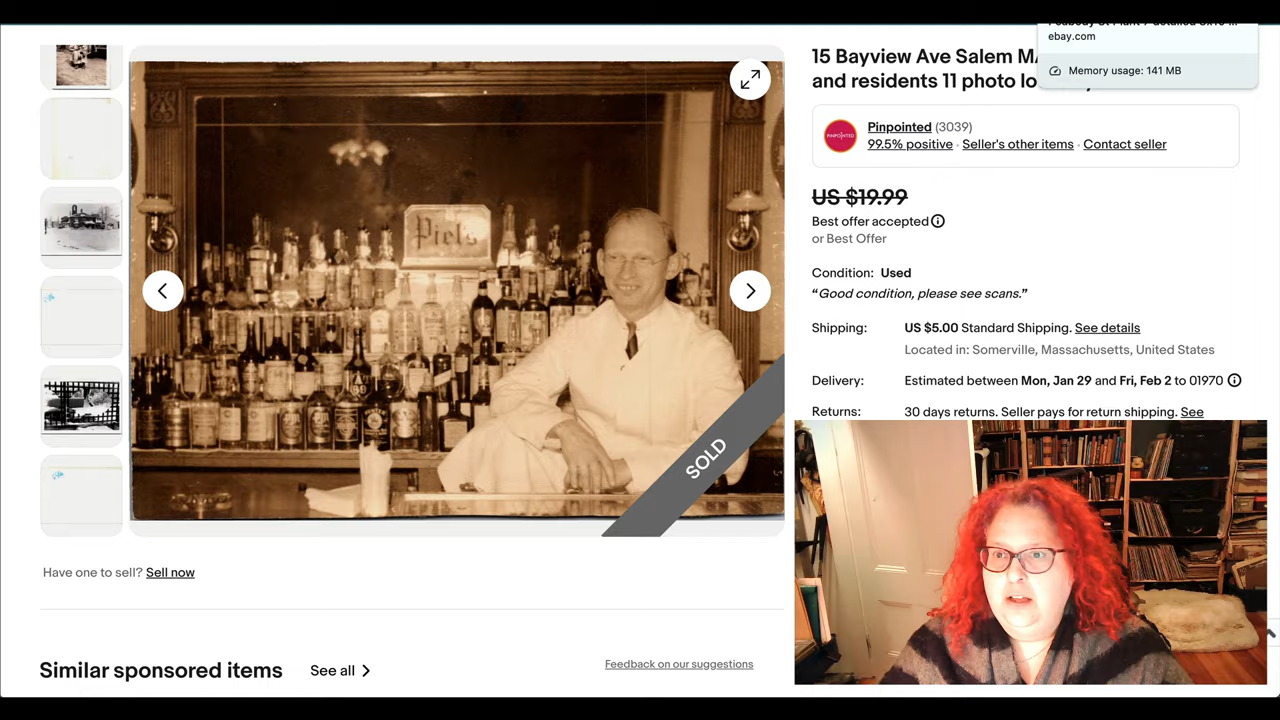 ebay.com
Memory usage: 141 MB
15 Bayview Ave Salem
and residents 11 photo lo
PINPOINTED
Pinpointed (3039)
99.5% positive · Seller's other items · Contact seller
US $19.99
Best offer accepted
or Best Offer
Condition: Used
“Good condition, please see scans.”
Shipping: US $5.00 Standard Shipping. See details
Located in: Somerville, Massachusetts, United States
Delivery: Estimated between Mon, Jan 29 and Fri, Feb 2 to 01970
Returns: 30 days returns. Seller pays for return shipping. See
Piel's
SOLD
Have one to sell? Sell now
Similar sponsored items See all
Feedback on our suggestions